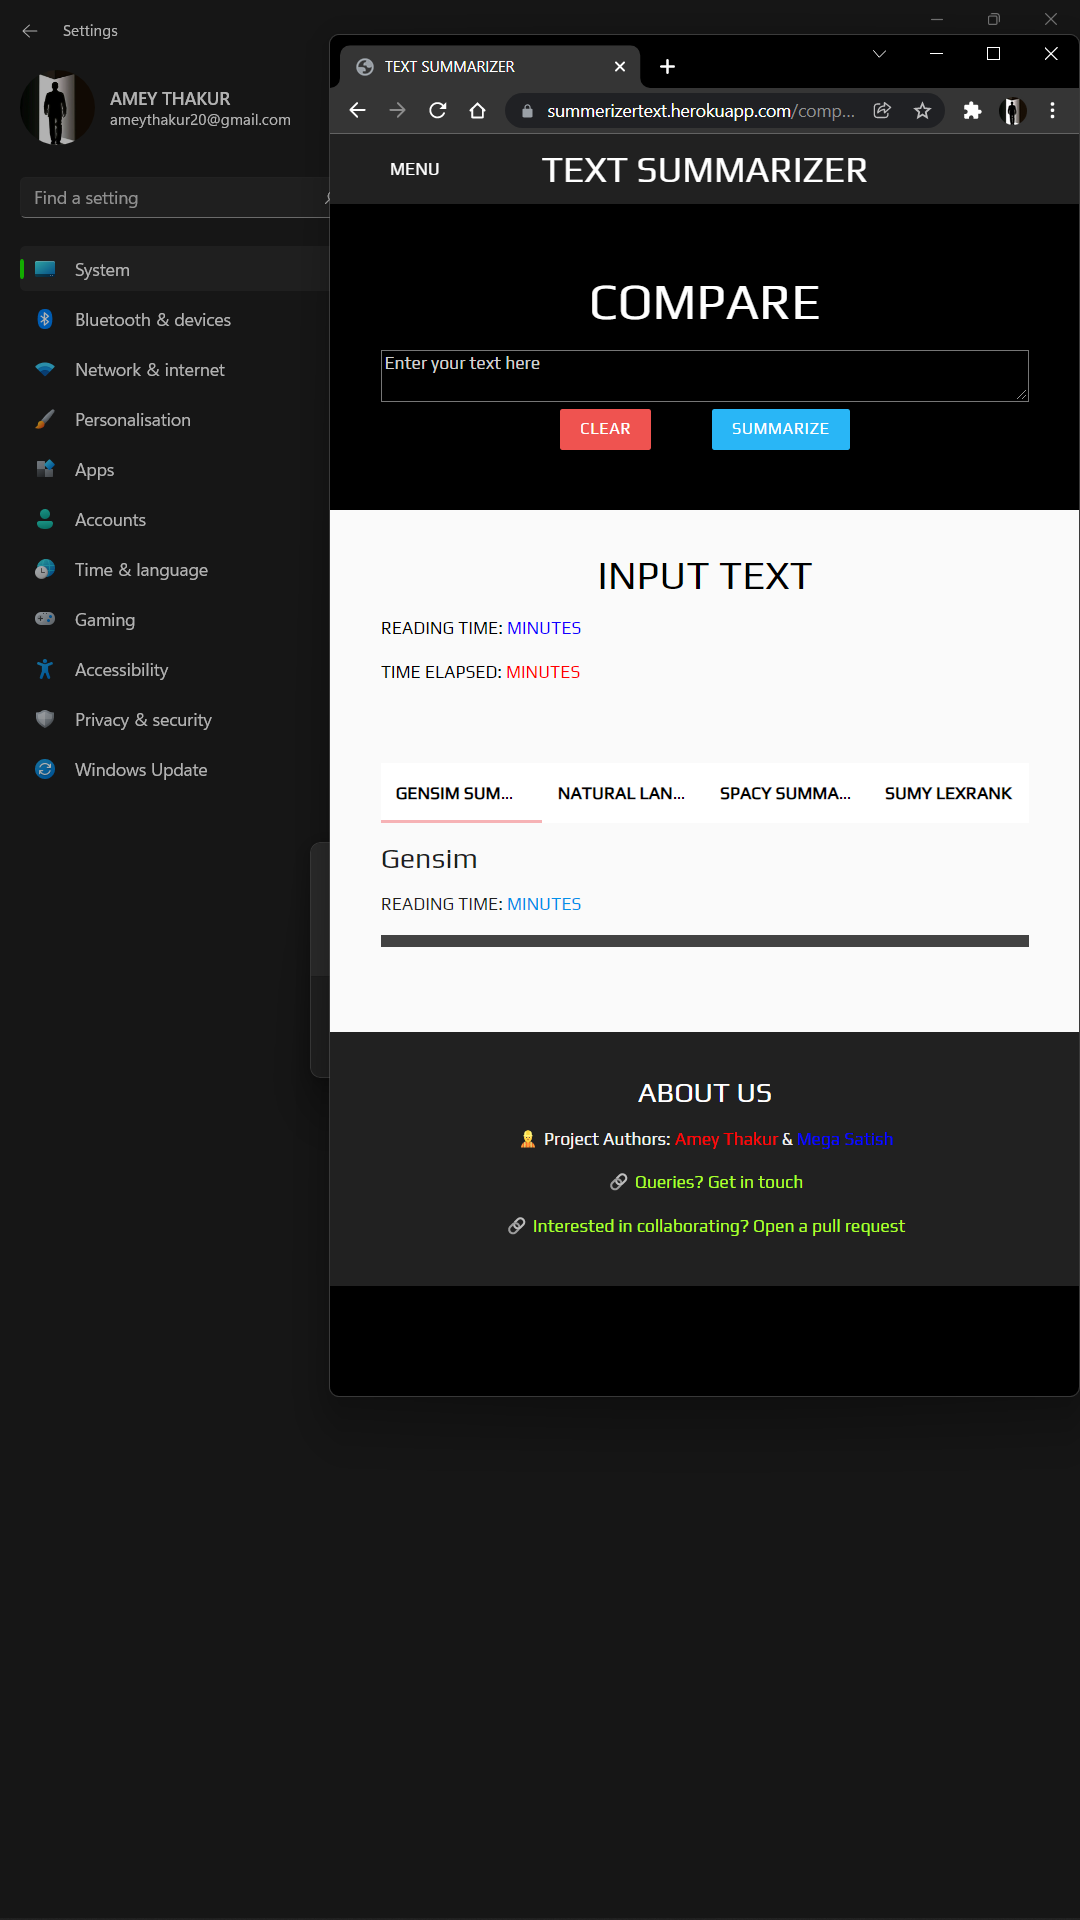 Settings
AMEY THAKUR
ameythakur20@gmail.com
Find a setting
System
Bluetooth & devices
Network & internet
Personalisation
Apps
Accounts
Time & language
Gaming
Accessibility
Privacy & security
Windows Update
TEXT SUMMARIZER
summerizertext.herokuapp.com/comp...
MENU
TEXT SUMMARIZER
COMPARE
Enter your text here
CLEAR SUMMARIZE
INPUT TEXT
READING TIME: MINUTES
TIME ELAPSED: MINUTES
GENSIM SUM... NATURAL LAN... SPACY SUMMA... SUMY LEXRANK
Gensim
READING TIME: MINUTES
ABOUT US
Project Authors: Amey Thakur & Mega Satish
Queries? Get in touch
Interested in collaborating? Open a pull request